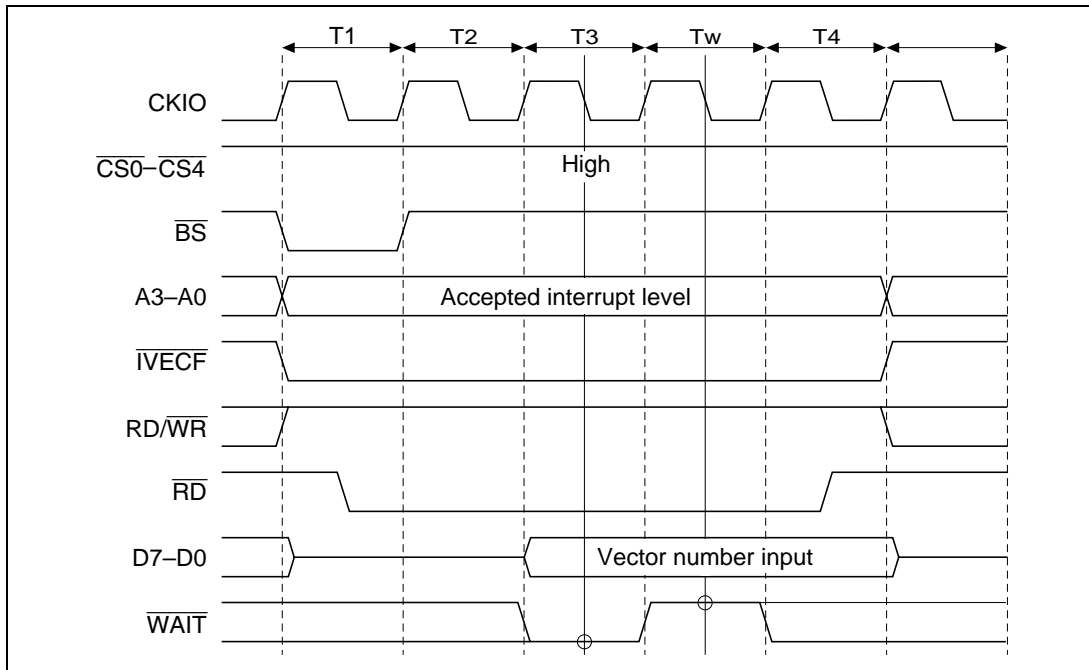 T1 T2 T3 Tw T4
CKIO
CS0–CS4 High
BS
A3–A0 Accepted interrupt level
IVECF
RD/WR
RD
D7–D0 Vector number input
WAIT